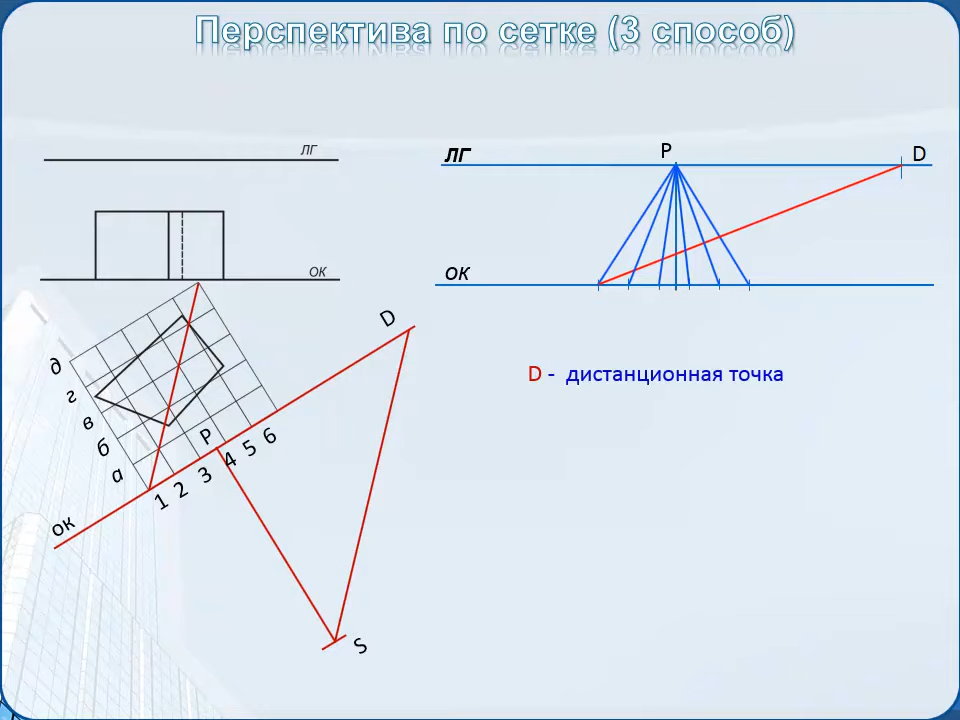 Перспектива по сетке (3 способ)
ЛГ
ОК
ЛГ
P
D
ОК
D - дистанционная точка
д
г
в
б
а
D
P
1 2 3 4 5 6
ок
S